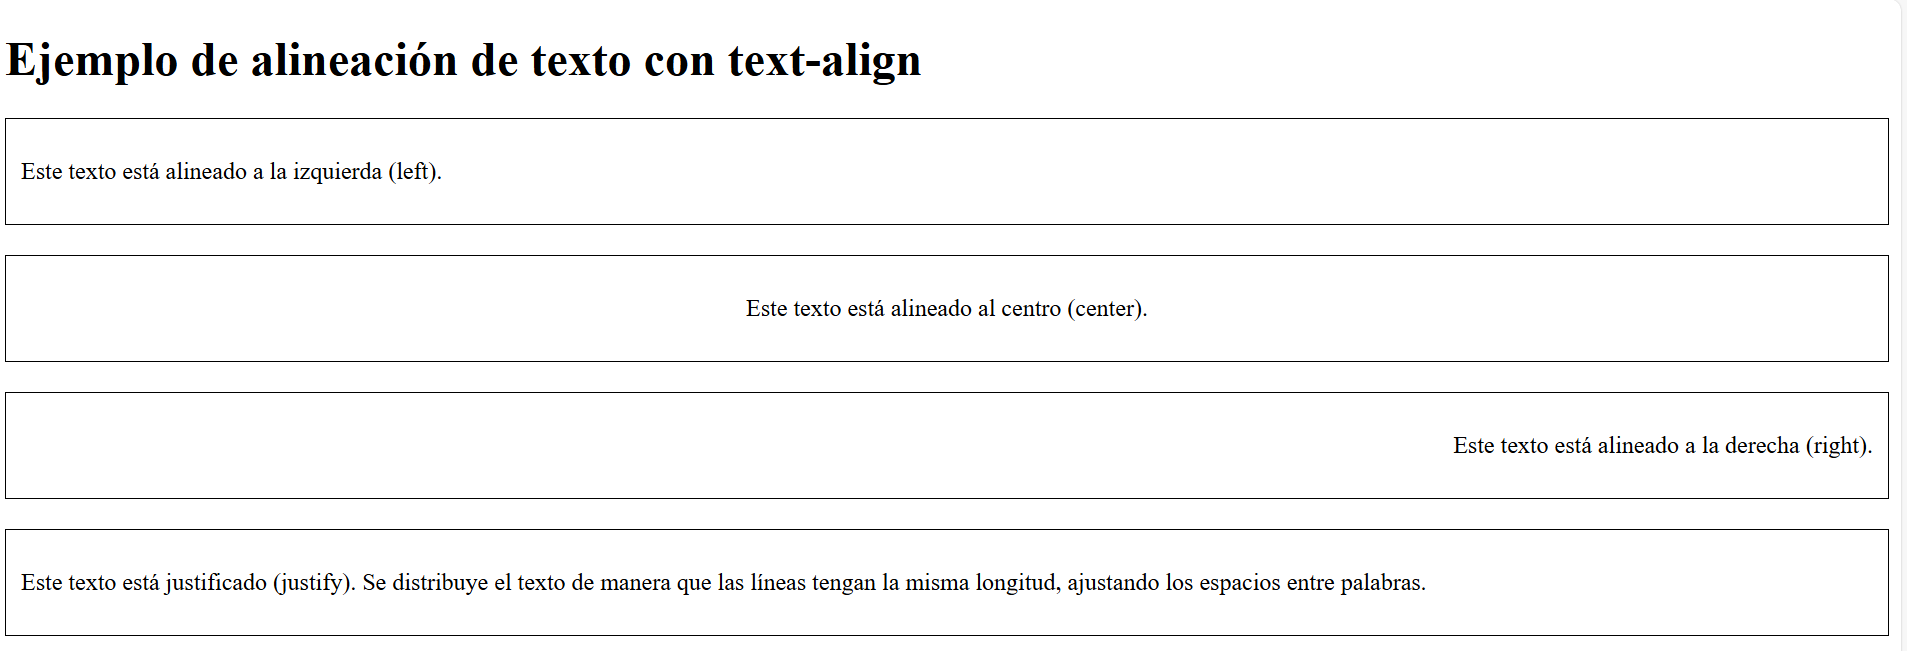 Ejemplo de alineación de texto con text-align
Este texto está alineado a la izquierda (left).
Este texto está alineado al centro (center).
Este texto está alineado a la derecha (right).
Este texto está justificado (justify). Se distribuye el texto de manera que las líneas tengan la misma longitud, ajustando los espacios entre palabras.